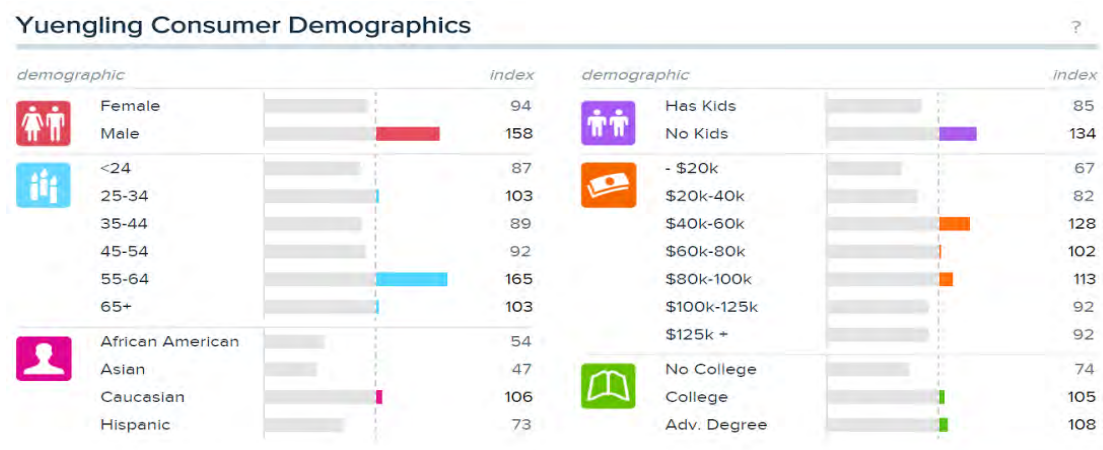 Yuengling Consumer Demographics ?
demographic index
Female 94
Male 158
<24 87
25-34 103
35-44 89
45-54 92
55-64 165
65+ 103
African American 54
Asian 47
Caucasian 106
Hispanic 73
demographic index
Has Kids 85
No Kids 134
- $20k 67
$20k-40k 82
$40k-60k 128
$60k-80k 102
$80k-100k 113
$100k-125k 92
$125k + 92
No College 74
College 105
Adv. Degree 108